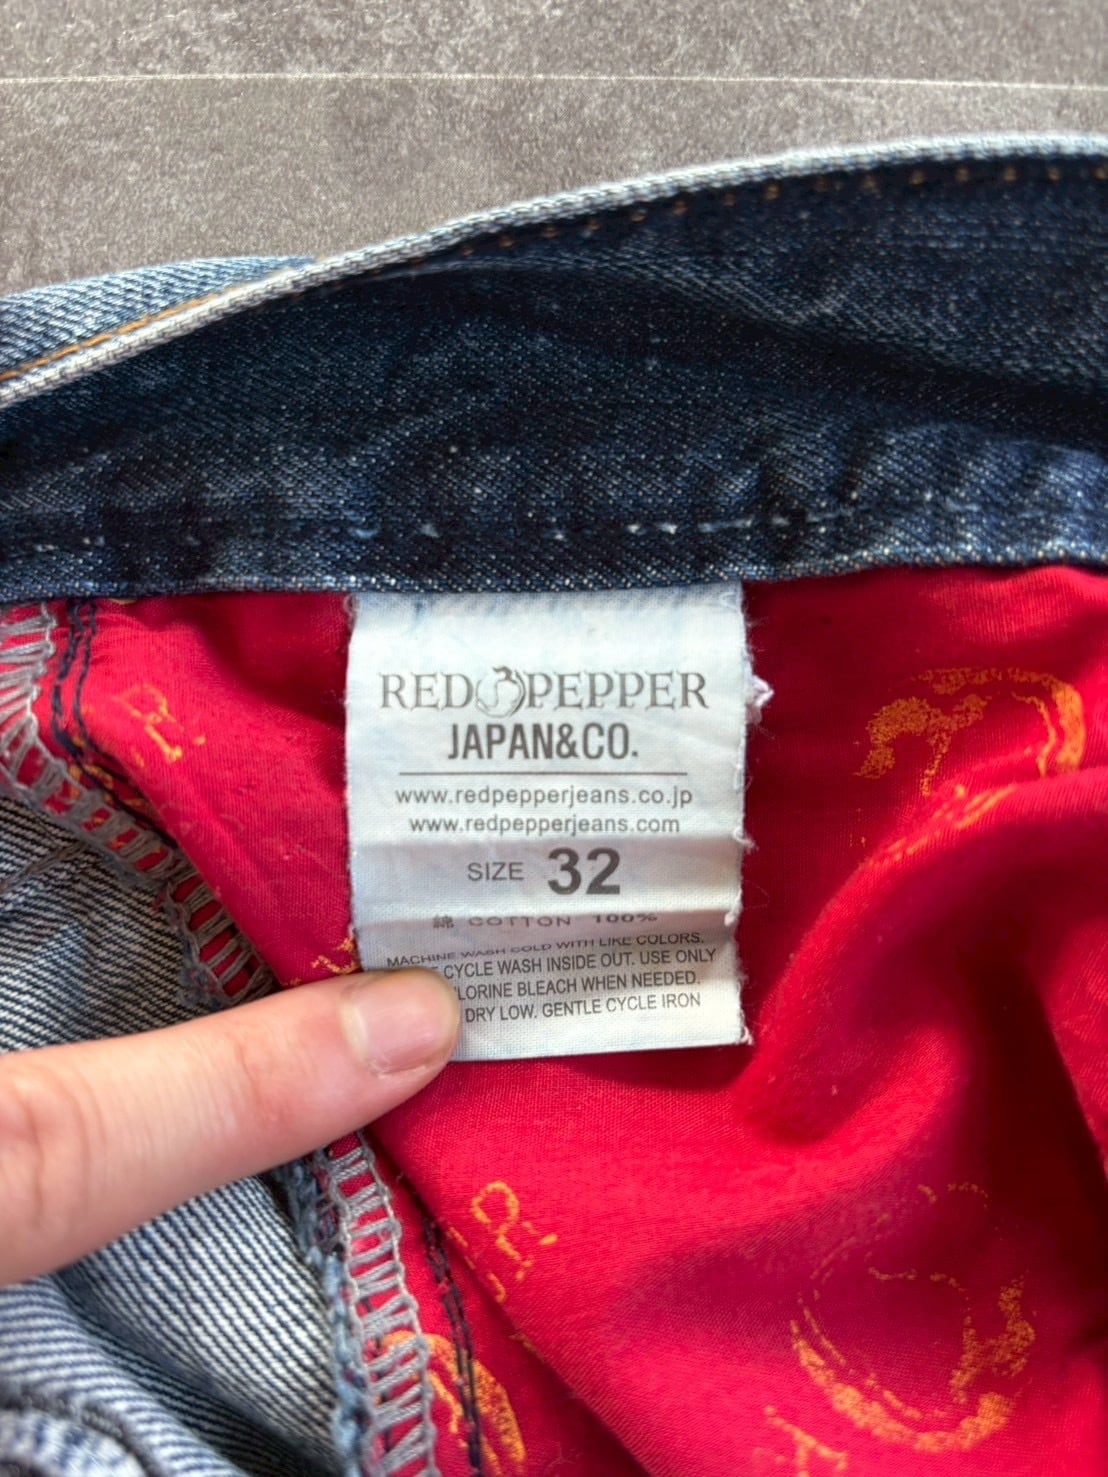 RED PEPPER
JAPAN&CO.
www.redpepperjeans.co.jp
www.redpepperjeans.com
SIZE 32
綿 COTTON 100%
MACHINE WASH COLD WITH LIKE COLORS.
CYCLE WASH INSIDE OUT. USE ONLY
LORINE BLEACH WHEN NEEDED.
DRY LOW. GENTLE CYCLE IRON